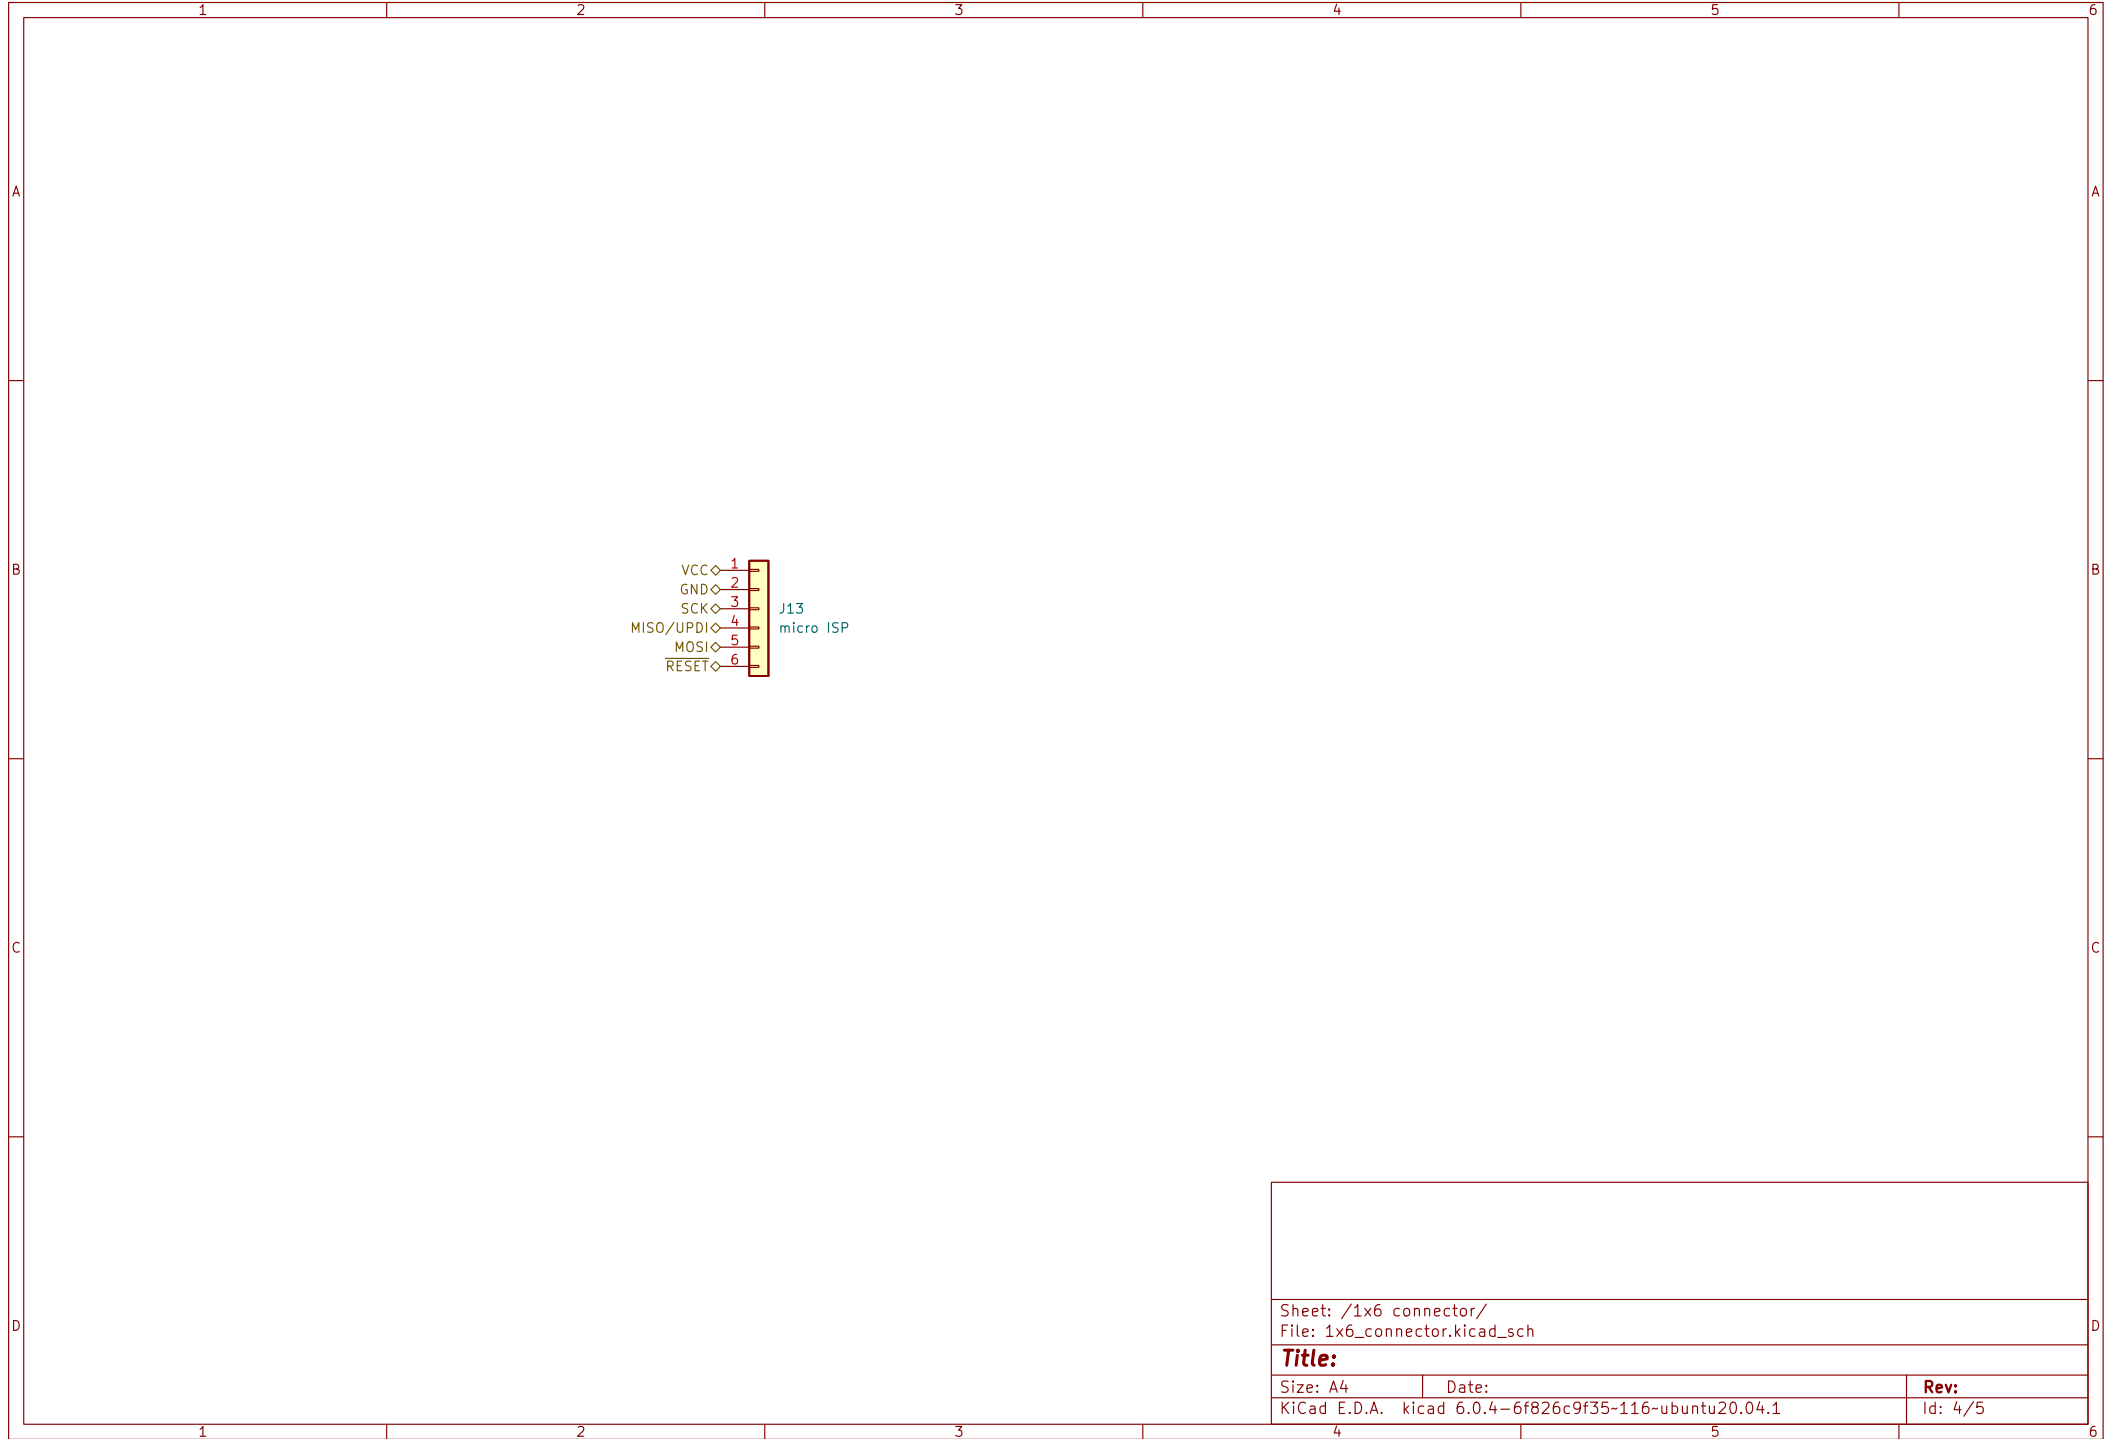 1 2 3 4 5 6
A A
VCC 1
GND 2
SCK 3 J13
MISO/UPDI 4 micro ISP
MOSI 5
RESET 6
B B
C C
Sheet: /1x6 connector/
File: 1x6_connector.kicad_sch
D D
Title:
Size: A4 Date: Rev:
KiCad E.D.A. kicad 6.0.4-6f826c9f35~116~ubuntu20.04.1 Id: 4/5
1 2 3 4 5 6